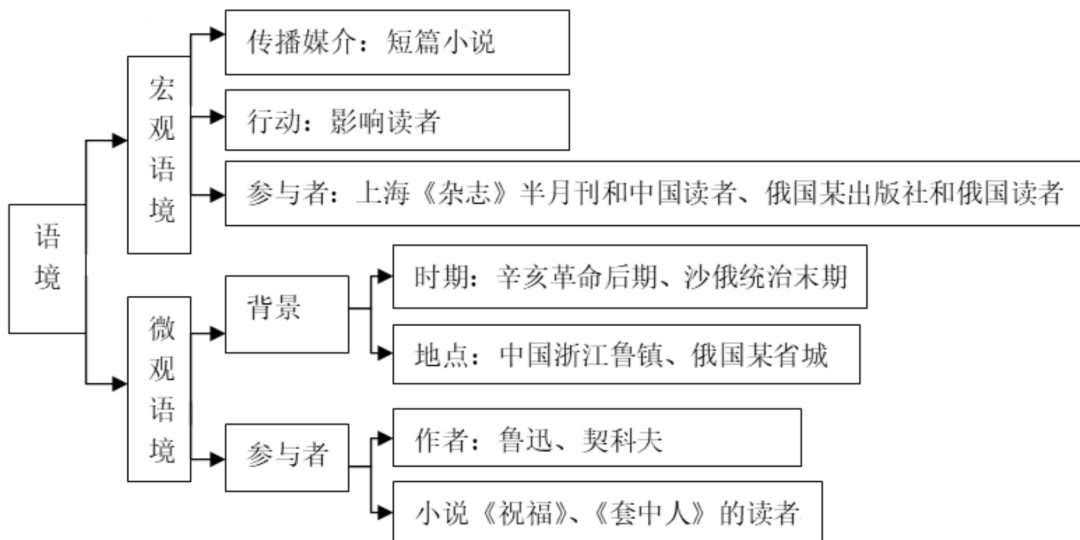 语境
宏观语境
传播媒介：短篇小说
行动：影响读者
参与者：上海《杂志》半月刊和中国读者、俄国某出版社和俄国读者
微观语境
背景
时期：辛亥革命后期、沙俄统治末期
地点：中国浙江鲁镇、俄国某省城
参与者
作者：鲁迅、契科夫
小说《祝福》、《套中人》的读者